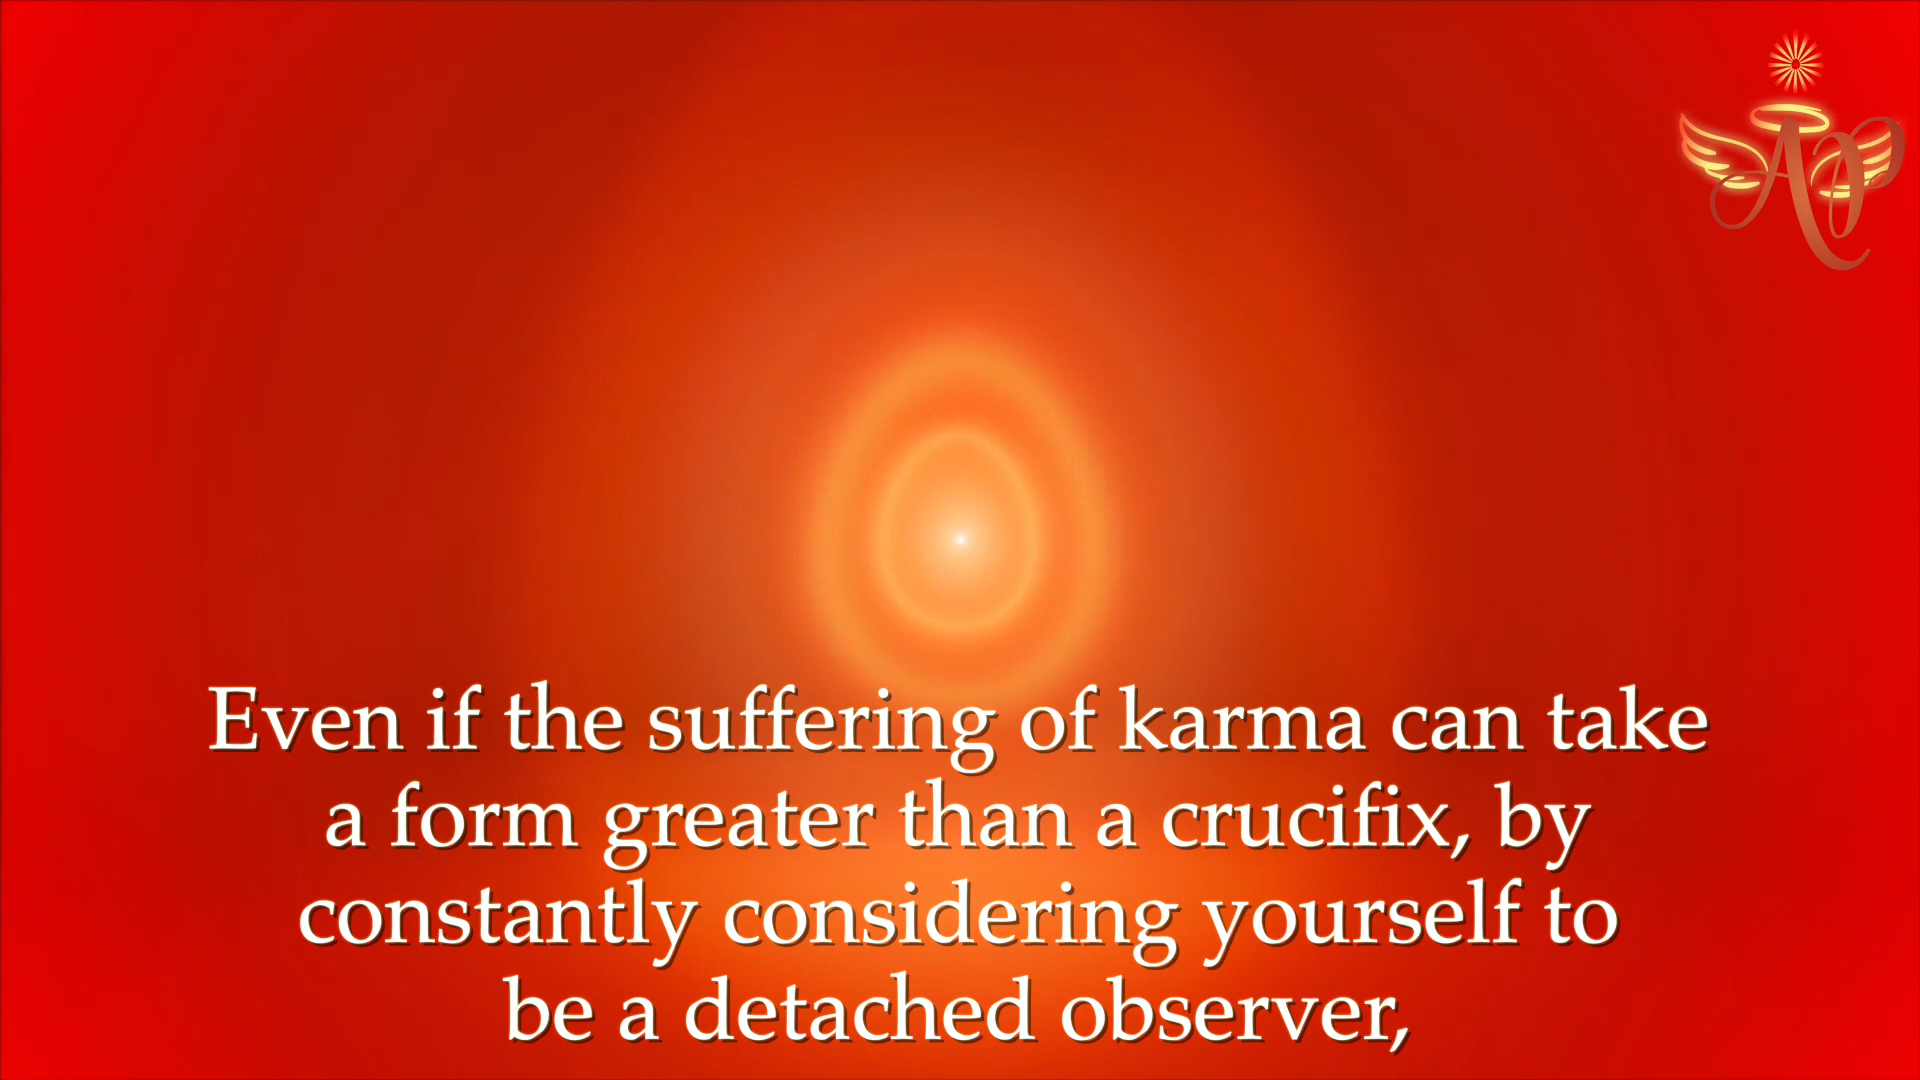 AP
Even if the suffering of karma can take
a form greater than a crucifix, by
constantly considering yourself to
be a detached observer,